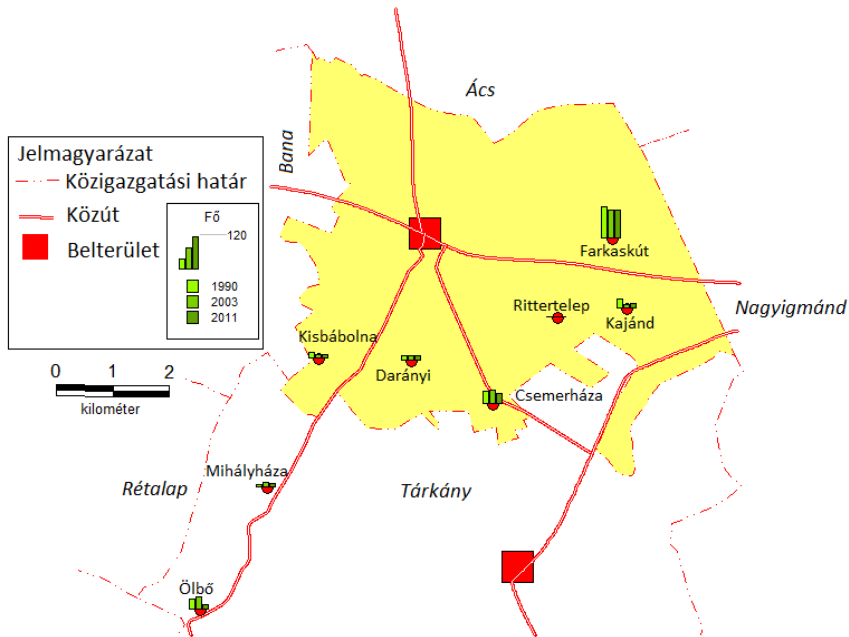 Ács
Bana
Jelmagyarázat
Közigazgatási határ
Közút
Belterület
Fő
120
1990
2003
2011
Farkaskút
Rittertelep
Kajánd
Nagyigmánd
Kisbábolna
Darányi
Csemerháza
0 1 2
kilométer
Mihályháza
Rétalap
Tárkány
Ölbő